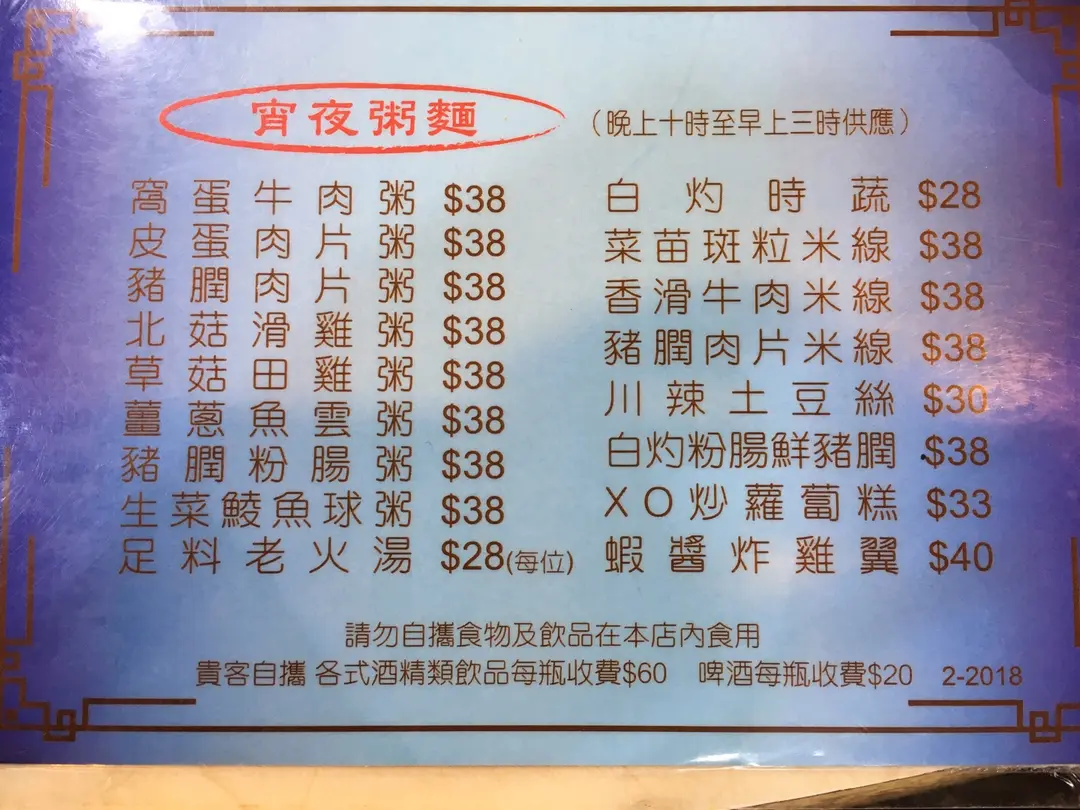 宵夜粥麵
（晚上十時至早上三時供應）
窩蛋牛肉粥 $38
皮蛋肉片粥 $38
豬膶肉片粥 $38
北菇滑雞粥 $38
草菇田雞粥 $38
薑蔥魚雲粥 $38
豬膶粉腸粥 $38
生菜鯪魚球粥 $38
足料老火湯 $28(每位)
白灼時蔬 $28
菜苗斑粒米線 $38
香滑牛肉米線 $38
豬膶肉片米線 $38
川辣土豆絲 $30
白灼粉腸鮮豬膶 $38
XO炒蘿蔔糕 $33
蝦醬炸雞翼 $40
請勿自攜食物及飲品在本店內食用
貴客自攜 各式酒精類飲品每瓶收費$60 啤酒每瓶收費$20 2-2018